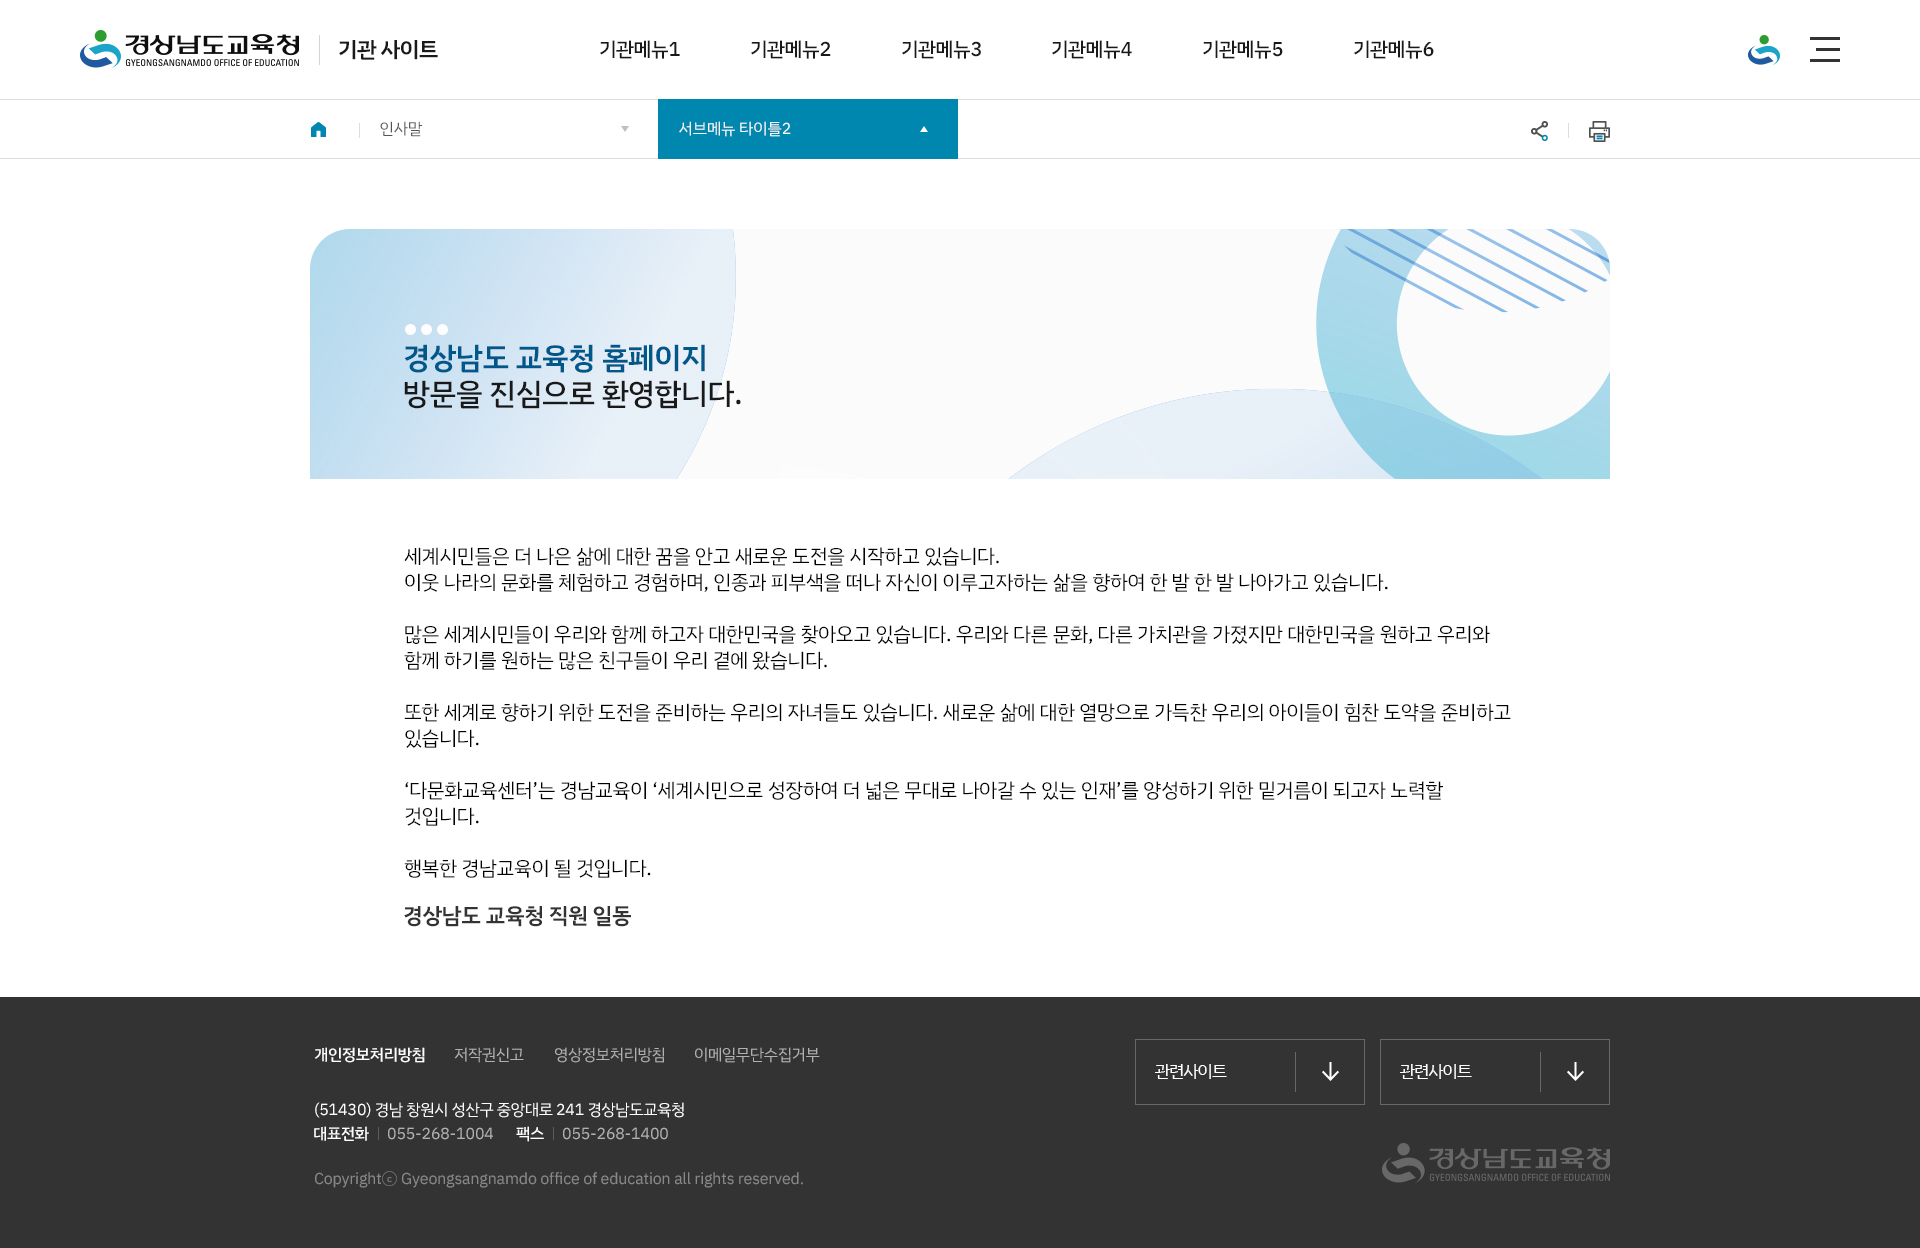 경상남도교육청
GYEONGSANGNAMDO OFFICE OF EDUCATION
기관 사이트
기관메뉴1
기관메뉴2
기관메뉴3
기관메뉴4
기관메뉴5
기관메뉴6
인사말
서브메뉴 타이틀2
경상남도 교육청 홈페이지
방문을 진심으로 환영합니다.
세계시민들은 더 나은 삶에 대한 꿈을 안고 새로운 도전을 시작하고 있습니다.
이웃 나라의 문화를 체험하고 경험하며, 인종과 피부색을 떠나 자신이 이루고자하는 삶을 향하여 한 발 한 발 나아가고 있습니다.
많은 세계시민들이 우리와 함께 하고자 대한민국을 찾아오고 있습니다. 우리와 다른 문화, 다른 가치관을 가졌지만 대한민국을 원하고 우리와
함께 하기를 원하는 많은 친구들이 우리 곁에 왔습니다.
또한 세계로 향하기 위한 도전을 준비하는 우리의 자녀들도 있습니다. 새로운 삶에 대한 열망으로 가득찬 우리의 아이들이 힘찬 도약을 준비하고
있습니다.
‘다문화교육센터’는 경남교육이 ‘세계시민으로 성장하여 더 넓은 무대로 나아갈 수 있는 인재’를 양성하기 위한 밑거름이 되고자 노력할
것입니다.
행복한 경남교육이 될 것입니다.
경상남도 교육청 직원 일동
개인정보처리방침
저작권신고
영상정보처리방침
이메일무단수집거부
관련사이트
관련사이트
(51430) 경남 창원시 성산구 중앙대로 241 경상남도교육청
대표전화 055-268-1004 팩스 055-268-1400
Copyrightⓒ Gyeongsangnamdo office of education all rights reserved.
경상남도교육청
GYEONGSANGNAMDO OFFICE OF EDUCATION